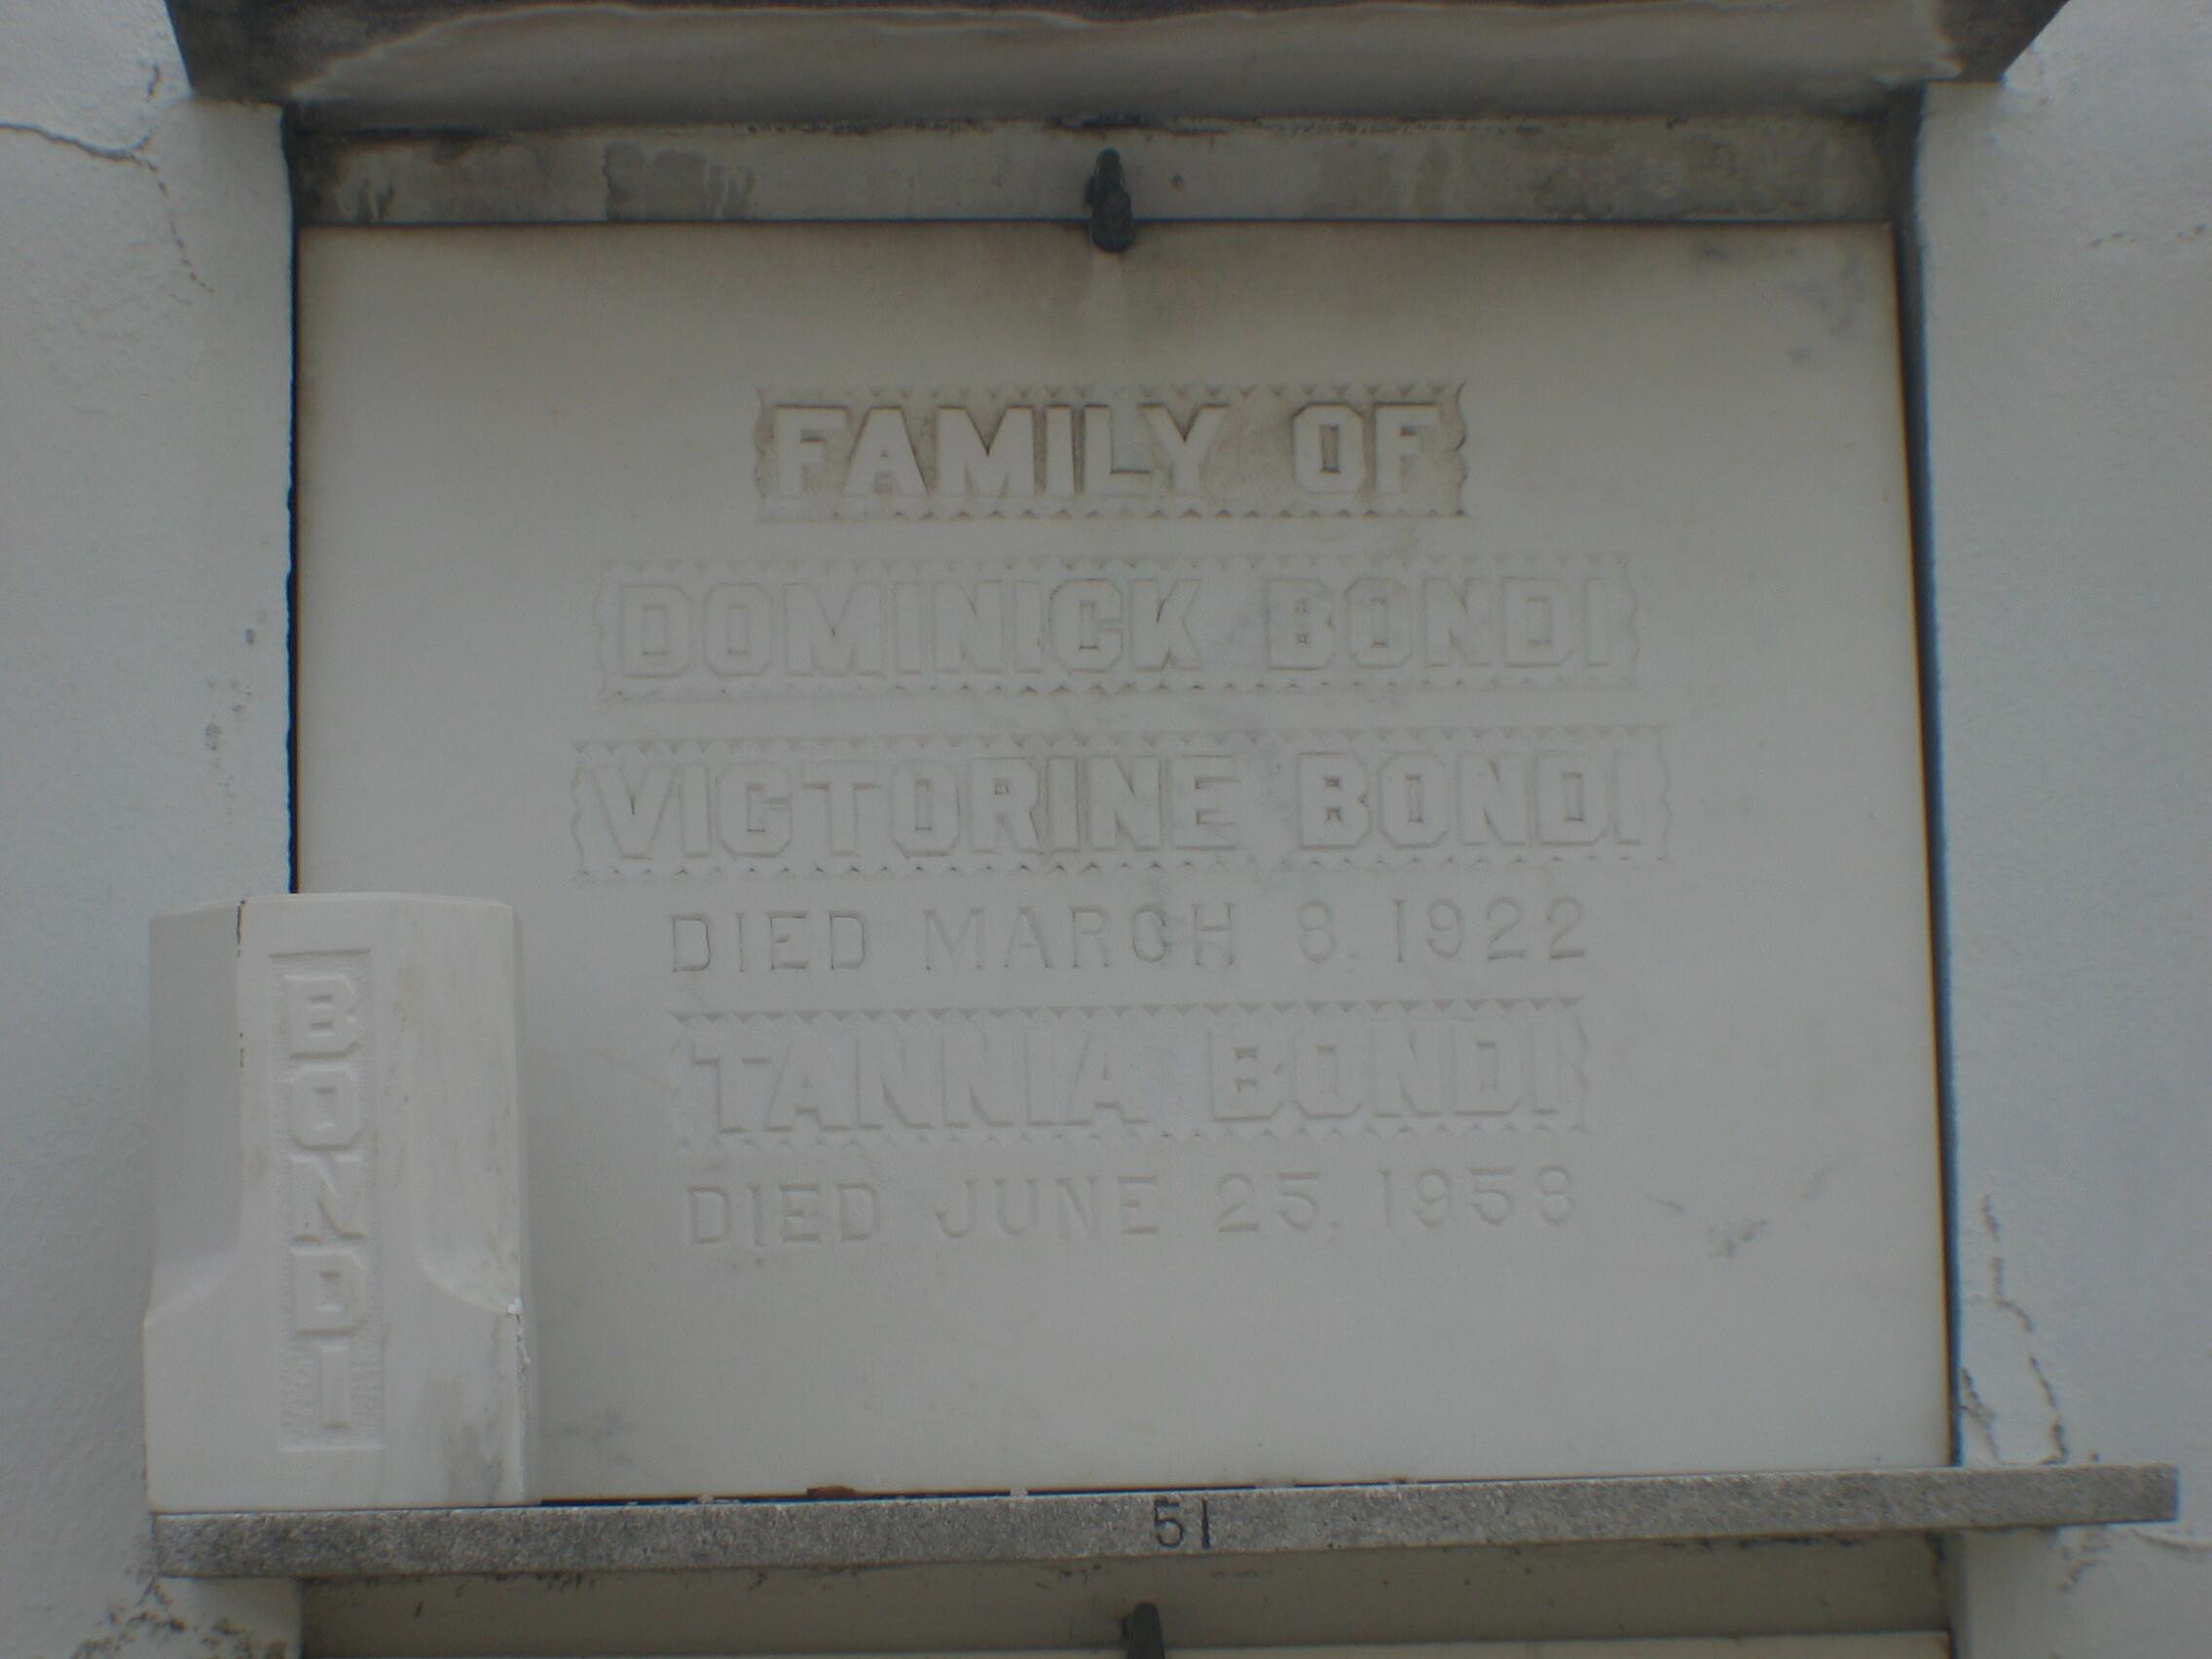 FAMILY OF
DOMINICK BONDI
VICTORINE BONDI
DIED MARCH 8, 1922
TANNIA BONDI
DIED JUNE 25, 1958
BONDI
51